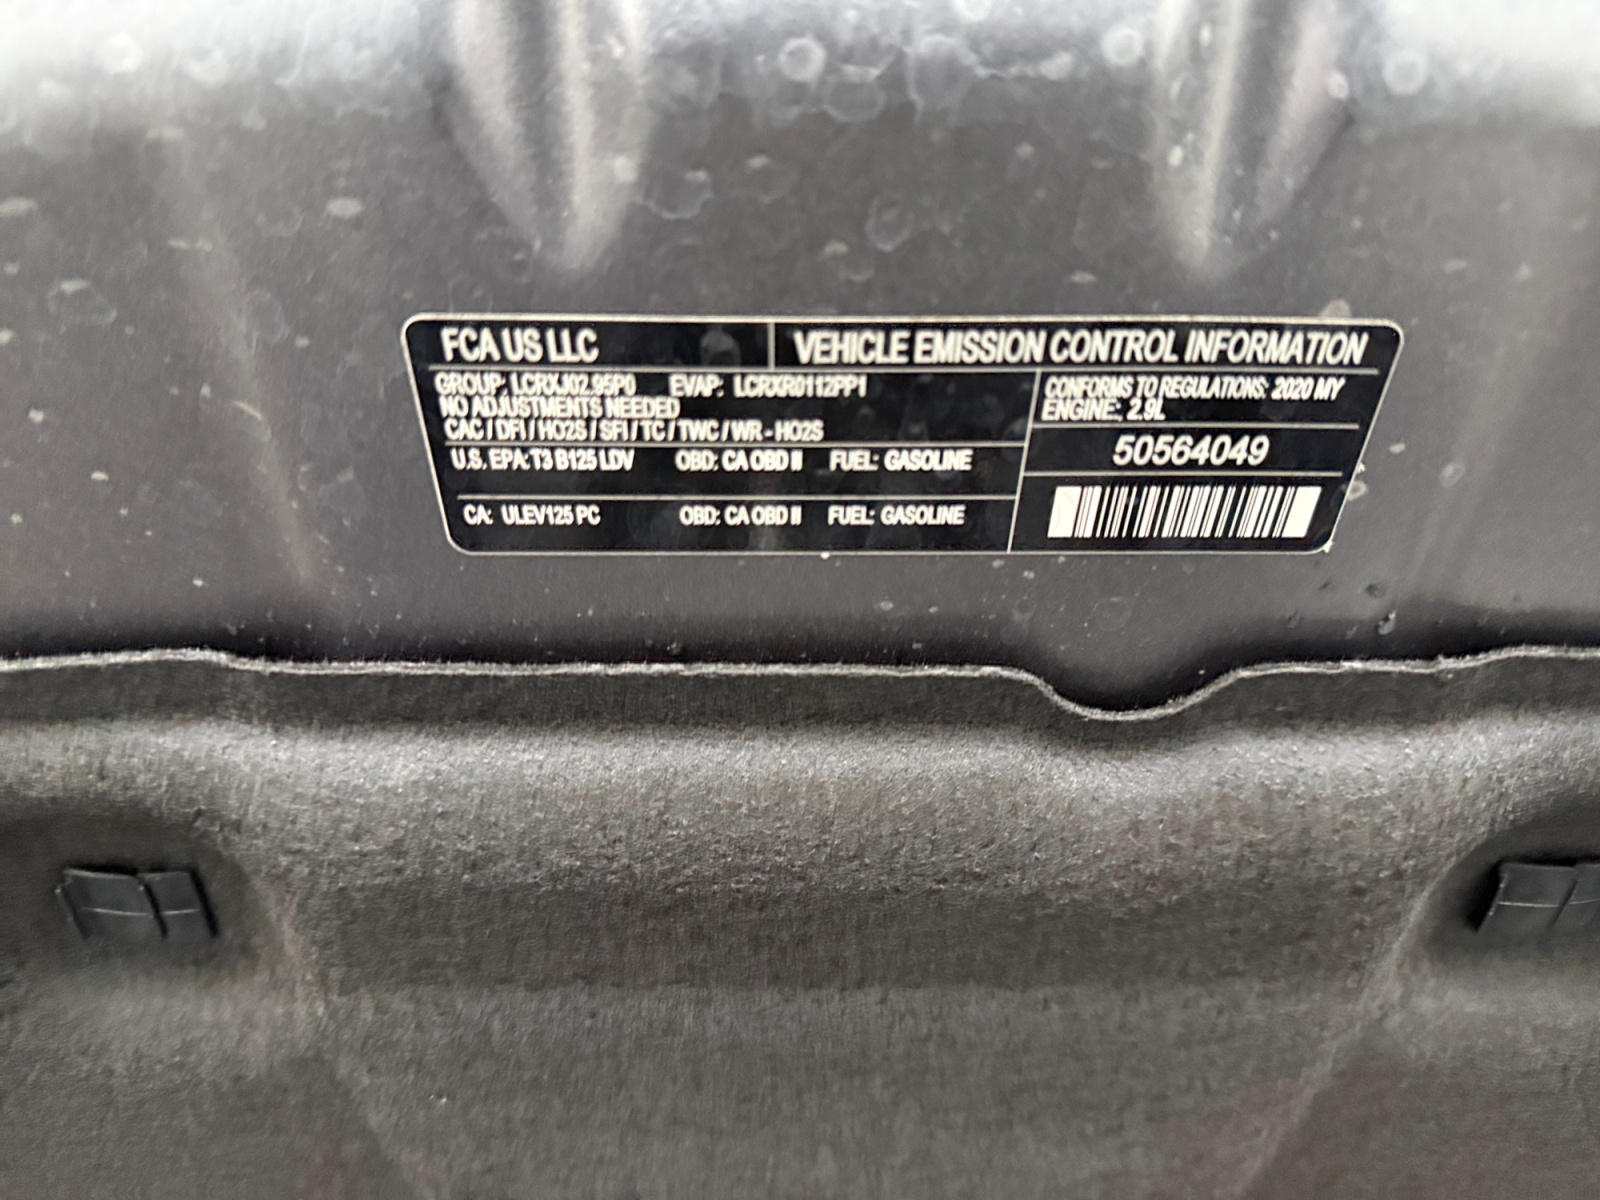 FCA US LLC
VEHICLE EMISSION CONTROL INFORMATION
GROUP: LCRXJ02.95P0 EVAP: LCRXR0112PP1
NO ADJUSTMENTS NEEDED
CAC / DFI / HO2S / SFI / TC / TWC / WR - HO2S
U.S. EPA: T3 B125 LDV OBD: CA OBD II FUEL: GASOLINE
CA: ULEV125 PC OBD: CA OBD II FUEL: GASOLINE
CONFORMS TO REGULATIONS: 2020 MY
ENGINE: 2.9L
50564049